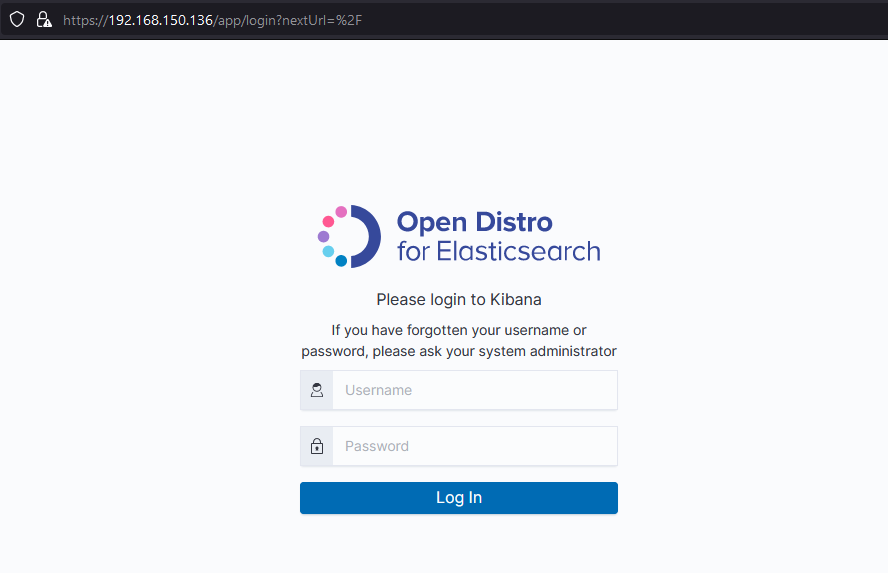 https://192.168.150.136/app/login?nextUrl=%2F
Open Distro
for Elasticsearch
Please login to Kibana
If you have forgotten your username or
password, please ask your system administrator
Username
Password
Log In